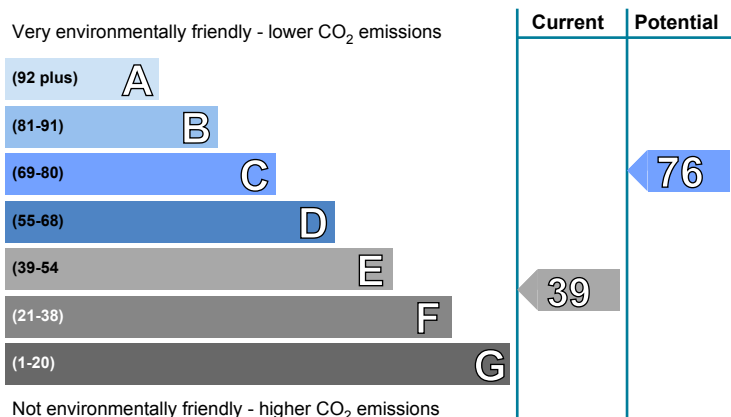 Current Potential
Very environmentally friendly - lower CO2 emissions
(92 plus) A
(81-91) B
(69-80) C
76
(55-68) D
(39-54 E
39
(21-38) F
(1-20) G
Not environmentally friendly - higher CO2 emissions